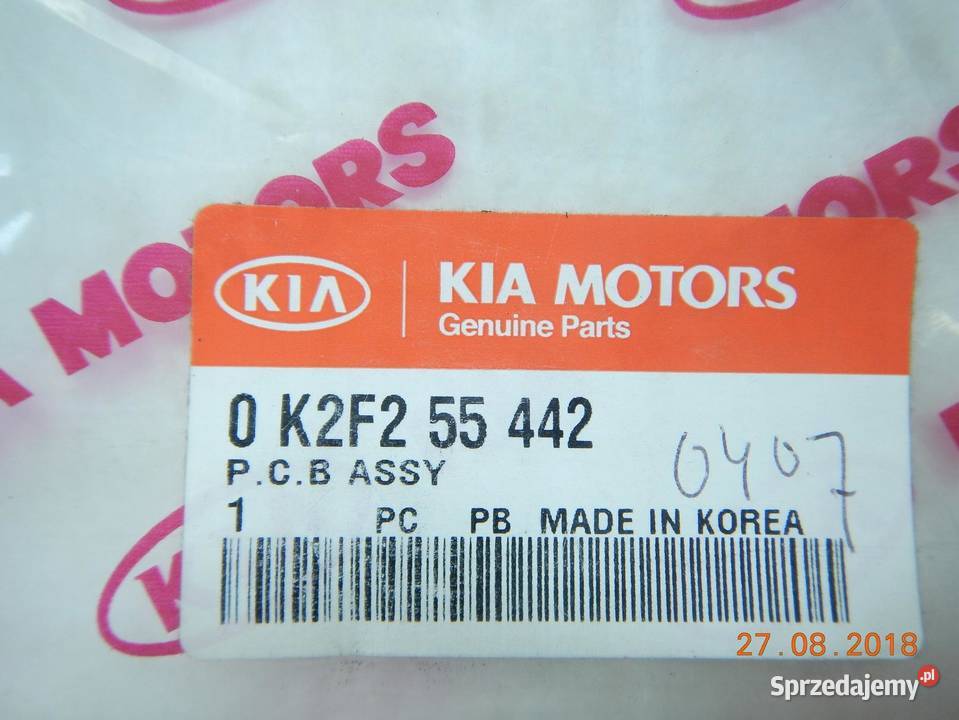 MOTORS
KIA
KIA MOTORS
Genuine Parts
0 K2F2 55 442
P.C.B ASSY
0407
1 PC PB MADE IN KOREA
27.08.2018
Sprzedajemy.pl